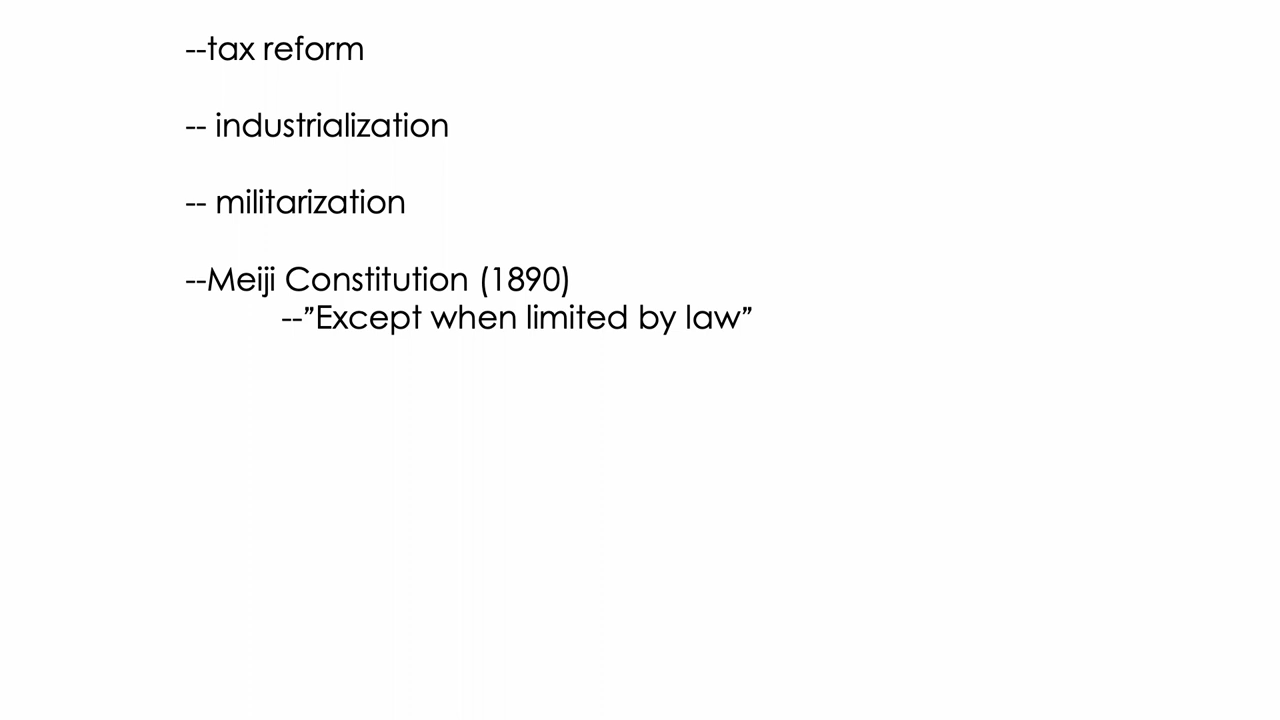 --tax reform
-- industrialization
-- militarization
--Meiji Constitution (1890)
--”Except when limited by law”